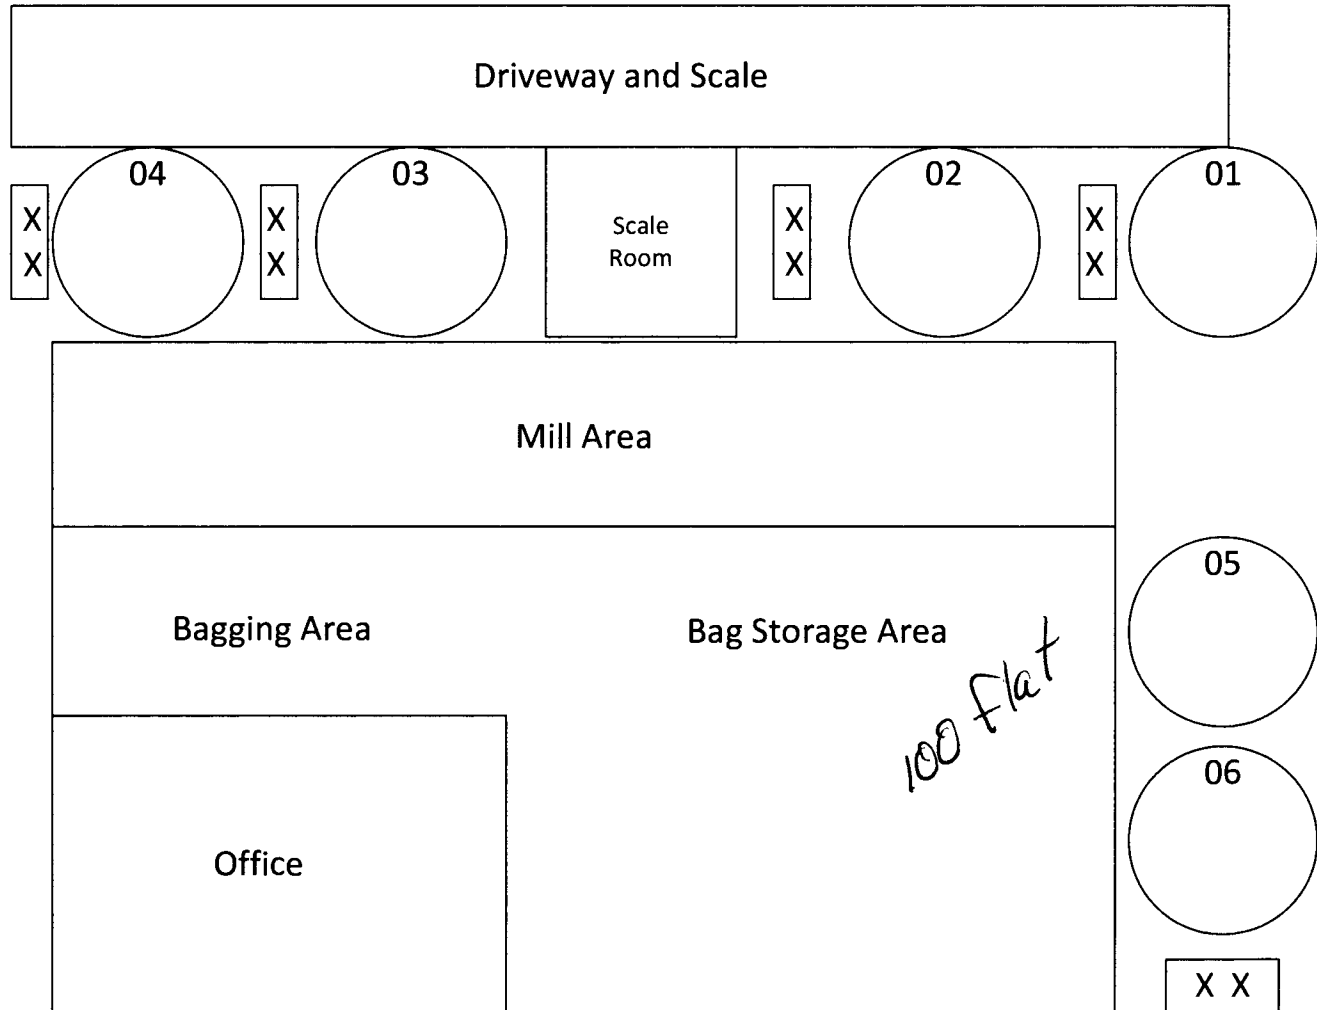 Driveway and Scale
04
03
02
01
X
X
X
X
Scale
Room
X
X
X
X
Mill Area
05
Bagging Area
Bag Storage Area
100 flat
06
Office
X X